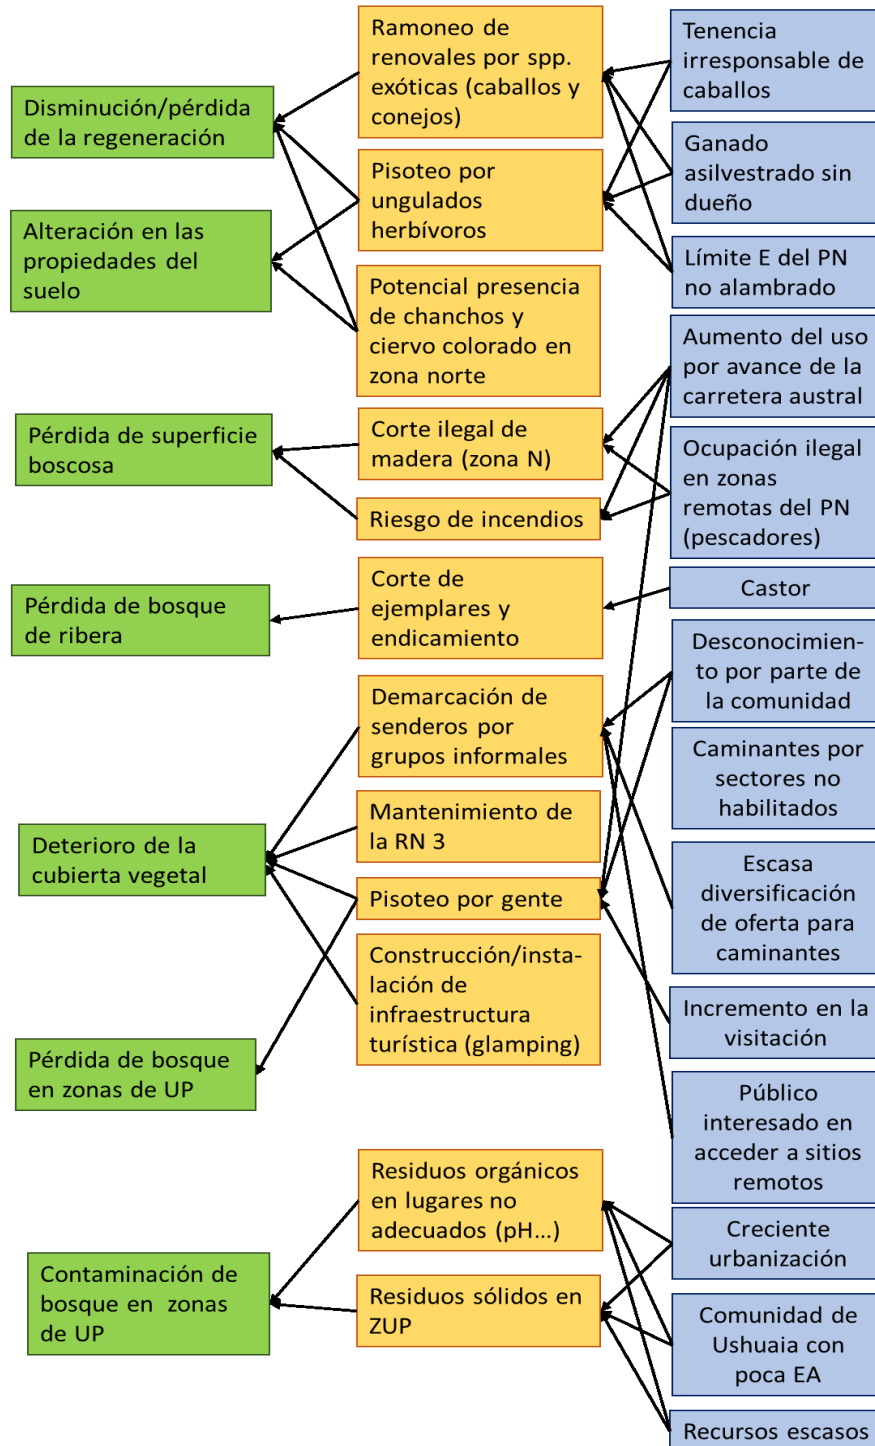 Disminución/pérdida
de la regeneración
Alteración en las
propiedades del
suelo
Pérdida de superficie
boscosa
Pérdida de bosque
de ribera
Deterioro de la
cubierta vegetal
Pérdida de bosque
en zonas de UP
Contaminación de
bosque en zonas
de UP
Ramoneo de
renovales por spp.
exóticas (caballos y
conejos)
Pisoteo por
ungulados
herbívoros
Potencial presencia
de chanchos y
ciervo colorado en
zona norte
Corte ilegal de
madera (zona N)
Riesgo de incendios
Corte de
ejemplares y
endicamiento
Demarcación de
senderos por
grupos informales
Mantenimiento de
la RN 3
Pisoteo por gente
Construcción/insta-
lación de
infraestructura
turística (glamping)
Residuos orgánicos
en lugares no
adecuados (pH...)
Residuos sólidos en
ZUP
Tenencia
irresponsable de
caballos
Ganado
asilvestrado sin
dueño
Límite E del PN
no alambrado
Aumento del uso
por avance de la
carretera austral
Ocupación ilegal
en zonas
remotas del PN
(pescadores)
Castor
Desconocimien-
to por parte de
la comunidad
Caminantes por
sectores no
habilitados
Escasa
diversificación
de oferta para
caminantes
Incremento en la
visitación
Público
interesado en
acceder a sitios
remotos
Creciente
urbanización
Comunidad de
Ushuaia con
poca EA
Recursos escasos